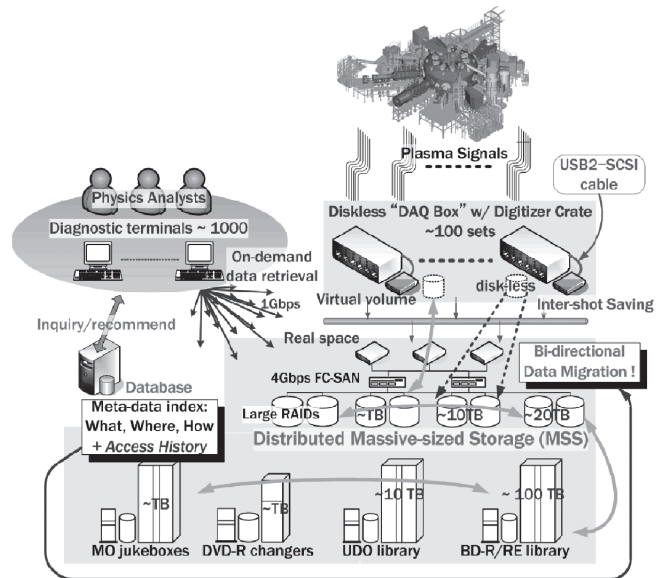 Plasma Signals
USB2–SCSI
cable
Physics Analysts
Diagnostic terminals ~ 1000
Diskless “DAQ Box” w/ Digitizer Crate
~100 sets
On-demand
data retrieval
1Gbps
Virtual volume
disk-less
Inter-shot Saving
Inquiry/recommend
Real space
Database
4Gbps FC-SAN
Bi-directional
Data Migration !
Meta-data index:
What, Where, How
+ Access History
Large RAIDs
~TB
~10TB
~20TB
Distributed Massive-sized Storage (MSS)
~TB
~TB
~10 TB
~ 100 TB
MO jukeboxes
DVD-R changers
UDO library
BD-R/RE library